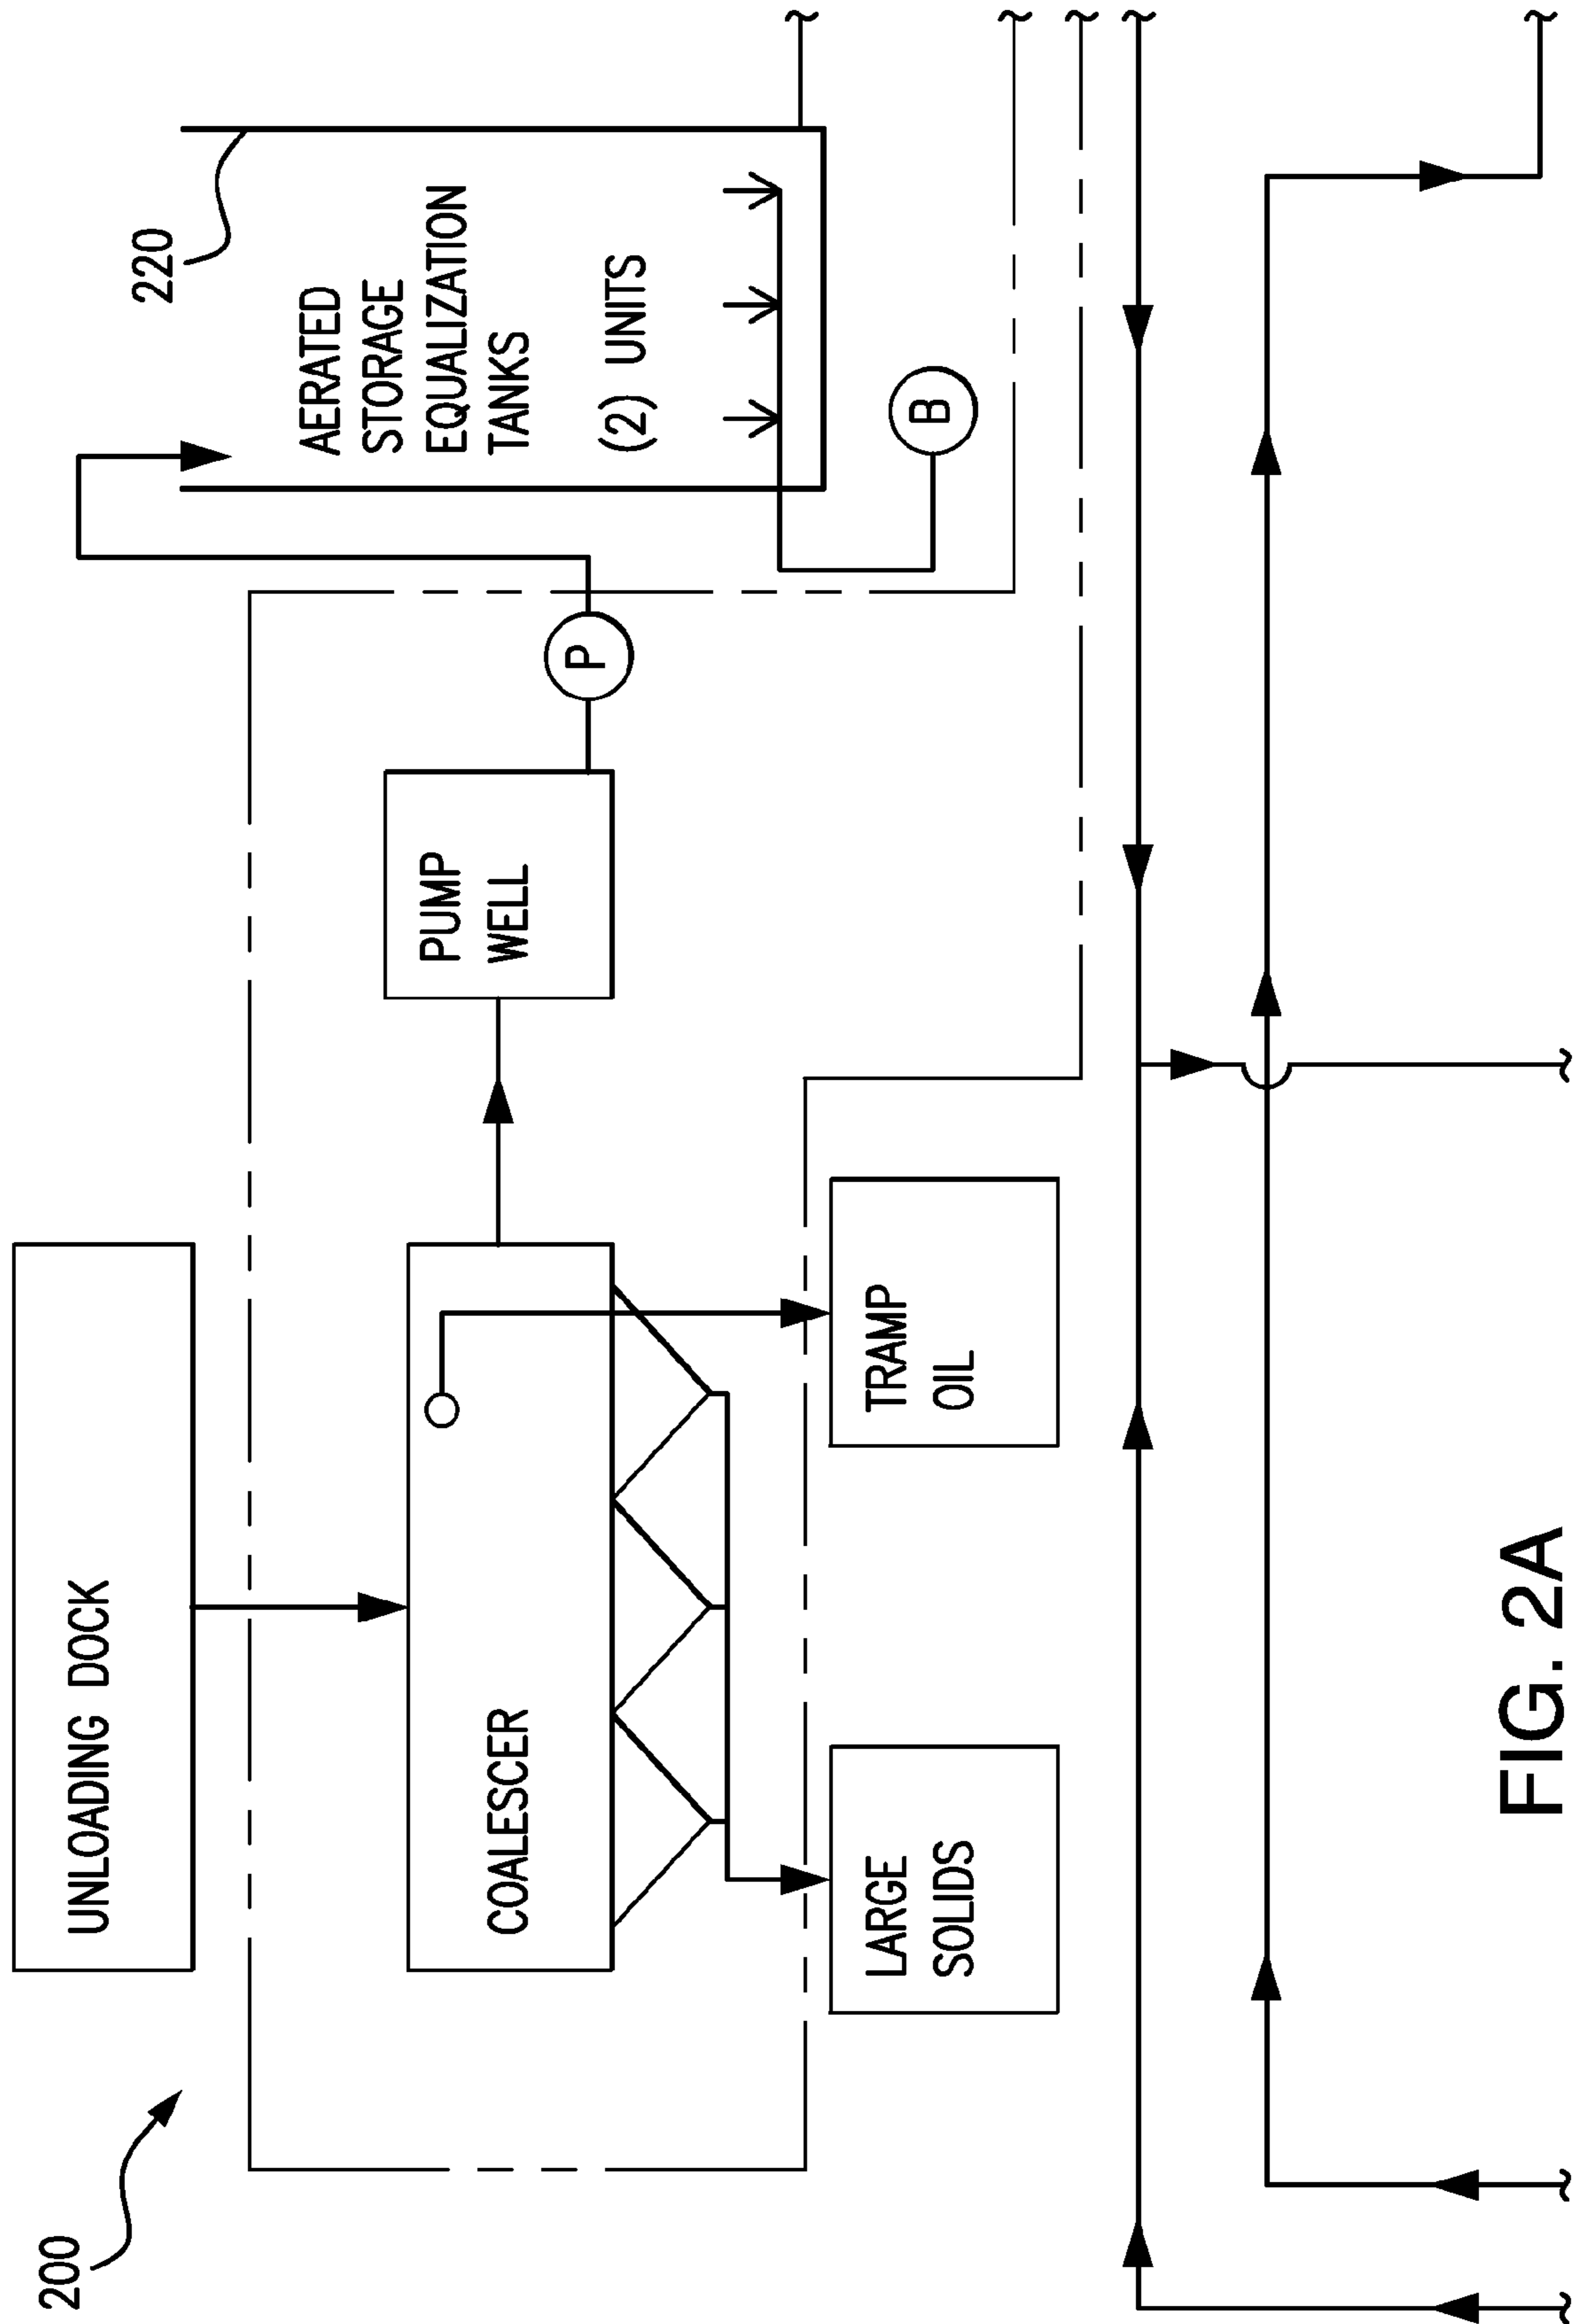 200
UNLOADING DOCK
COALESCER
LARGE
SOLIDS
TRAMP
OIL
PUMP
WELL
P
220
AERATED
STORAGE
EQUALIZATION
TANKS
(2) UNITS
B
FIG. 2A